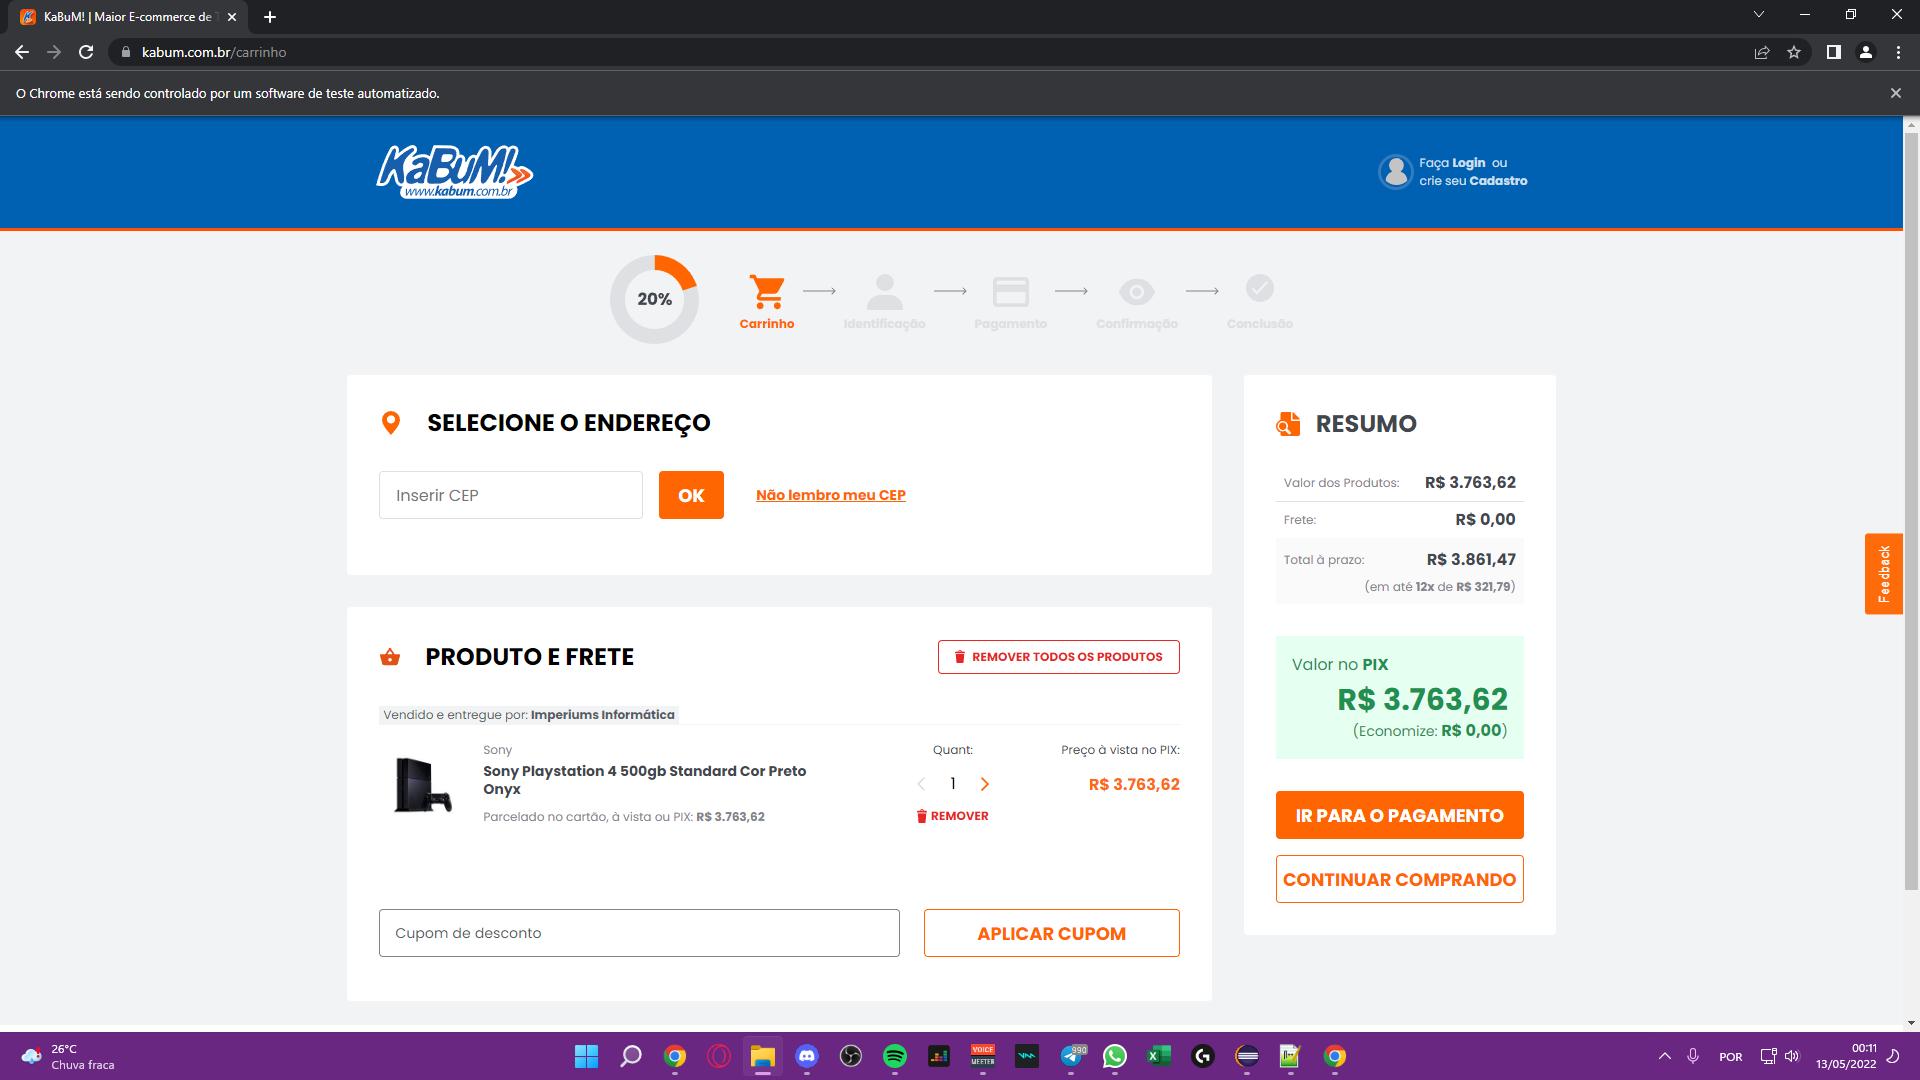 KaBuM! | Maior E-commerce de T
kabum.com.br/carrinho
O Chrome está sendo controlado por um software de teste automatizado.
KaBuM!
www.kabum.com.br
Faça Login ou
crie seu Cadastro
20%
Carrinho
Identificação
Pagamento
Confirmação
Conclusão
SELECIONE O ENDEREÇO
Inserir CEP
OK
Não lembro meu CEP
PRODUTO E FRETE
REMOVER TODOS OS PRODUTOS
Vendido e entregue por: Imperiums Informática
Sony
Sony Playstation 4 500gb Standard Cor Preto
Onyx
Parcelado no cartão, à vista ou PIX: R$ 3.763,62
Quant:
1
REMOVER
Preço à vista no PIX:
R$ 3.763,62
Cupom de desconto
APLICAR CUPOM
RESUMO
Valor dos Produtos: R$ 3.763,62
Frete: R$ 0,00
Total à prazo: R$ 3.861,47
(em até 12x de R$ 321,79)
Valor no PIX
R$ 3.763,62
(Economize: R$ 0,00)
IR PARA O PAGAMENTO
CONTINUAR COMPRANDO
Feedback
26°C
Chuva fraca
VOICE
MEETER
990
POR
00:11
13/05/2022